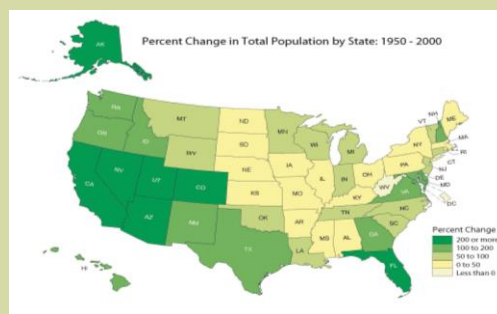 Percent Change in Total Population by State: 1950 - 2000
AK
WA
OR
ID
MT
WY
ND
SD
NE
KS
OK
MN
IA
MO
AR
LA
WI
IL
MI
IN
OH
KY
TN
MS
AL
CA
NV
UT
CO
AZ
NM
TX
HI
VT
NH
ME
MA
RI
CT
NY
PA
NJ
DE
MD
DC
WV
VA
NC
SC
GA
FL
Percent Change
200 or more
100 to 200
50 to 100
0 to 50
Less than 0